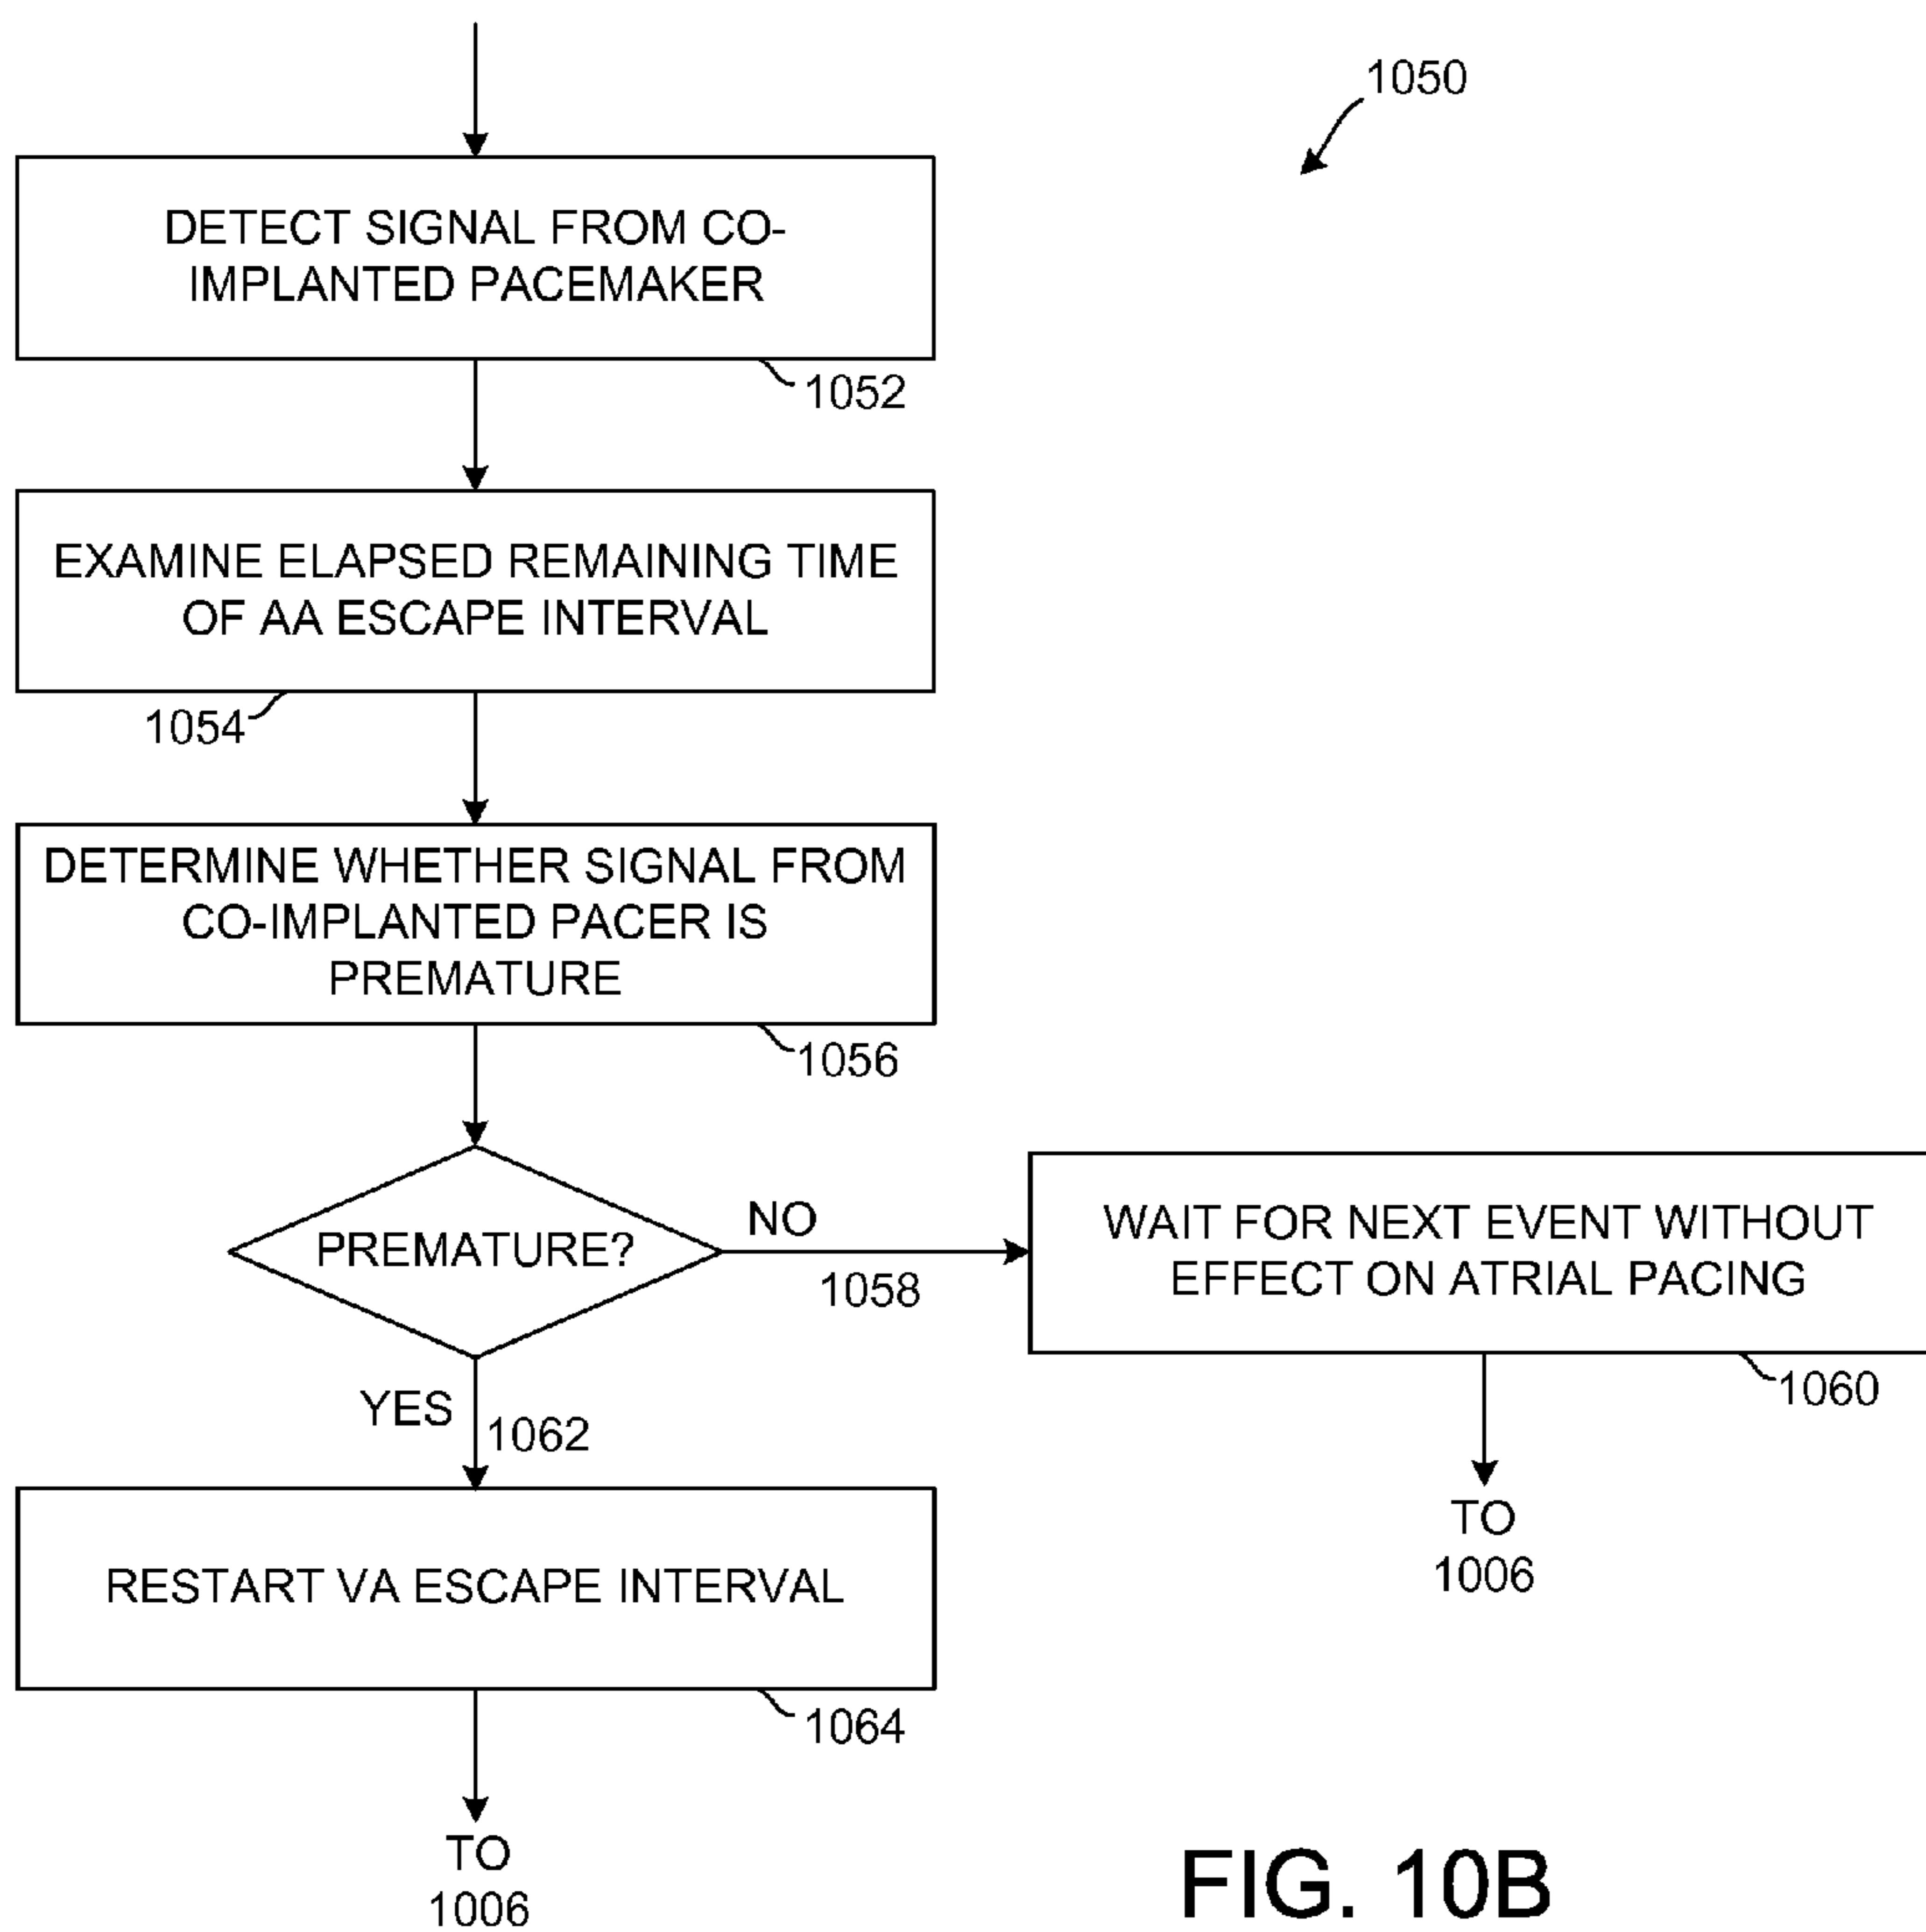 1050
DETECT SIGNAL FROM CO-
IMPLANTED PACEMAKER
1052
EXAMINE ELAPSED REMAINING TIME
OF AA ESCAPE INTERVAL
1054
DETERMINE WHETHER SIGNAL FROM
CO-IMPLANTED PACER IS
PREMATURE
1056
PREMATURE?
NO
1058
WAIT FOR NEXT EVENT WITHOUT
EFFECT ON ATRIAL PACING
1060
TO
1006
YES
1062
RESTART VA ESCAPE INTERVAL
1064
TO
1006
FIG. 10B